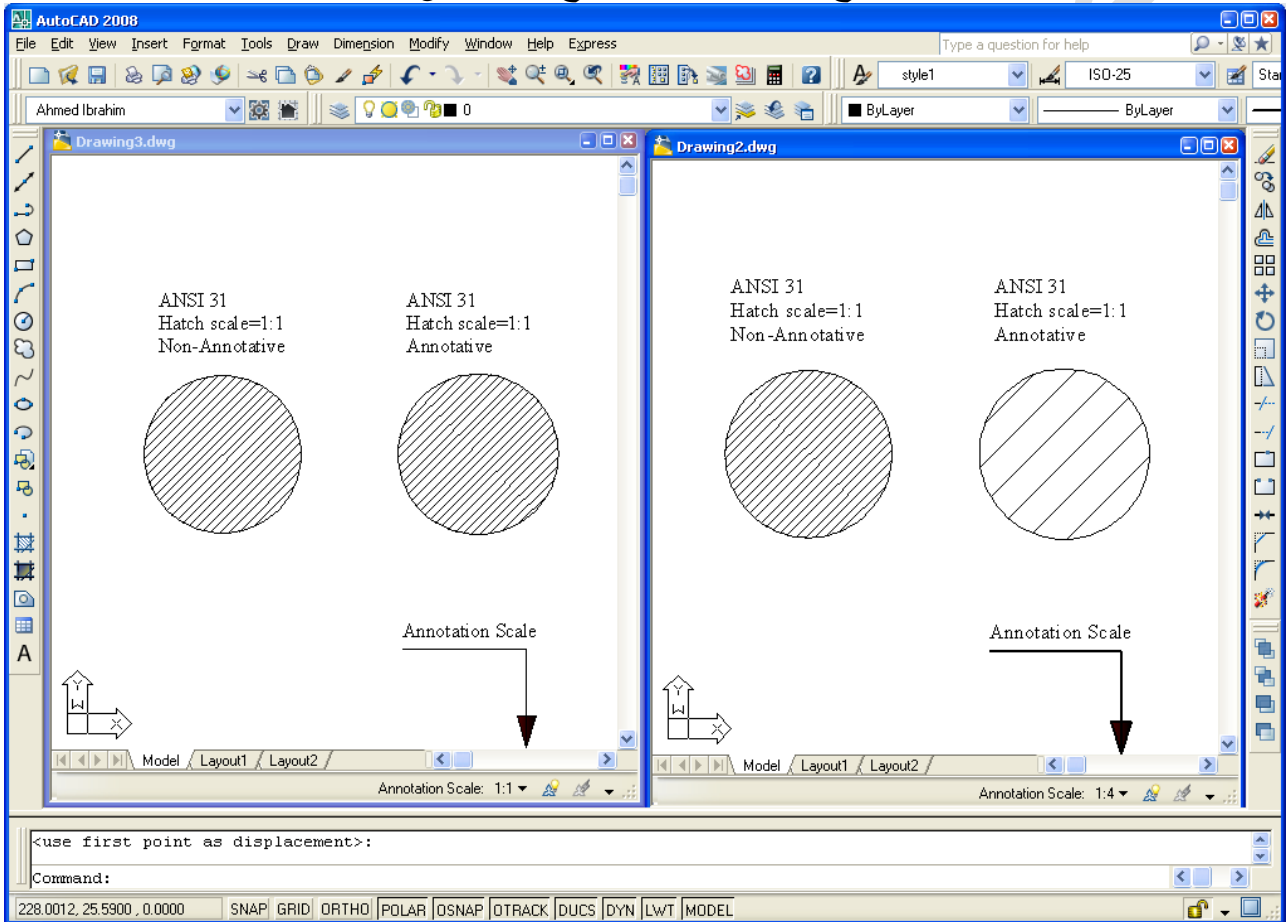 AutoCAD 2008
File Edit View Insert Format Tools Draw Dimension Modify Window Help Express
Type a question for help
style1
ISO-25
Ahmed Ibrahim
0
ByLayer
ByLayer
Drawing3.dwg
ANSI 31
Hatch scale=1:1
Non-Annotative
ANSI 31
Hatch scale=1:1
Annotative
Annotation Scale
Y
W
X
Model Layout1 Layout2
Annotation Scale: 1:1
Drawing2.dwg
ANSI 31
Hatch scale=1:1
Non-Annotative
ANSI 31
Hatch scale=1:1
Annotative
Annotation Scale
Y
W
X
Model Layout1 Layout2
Annotation Scale: 1:4
A
<use first point as displacement>:
Command:
228.0012, 25.5900 , 0.0000 SNAP GRID ORTHO POLAR OSNAP OTRACK DUCS DYN LWT MODEL